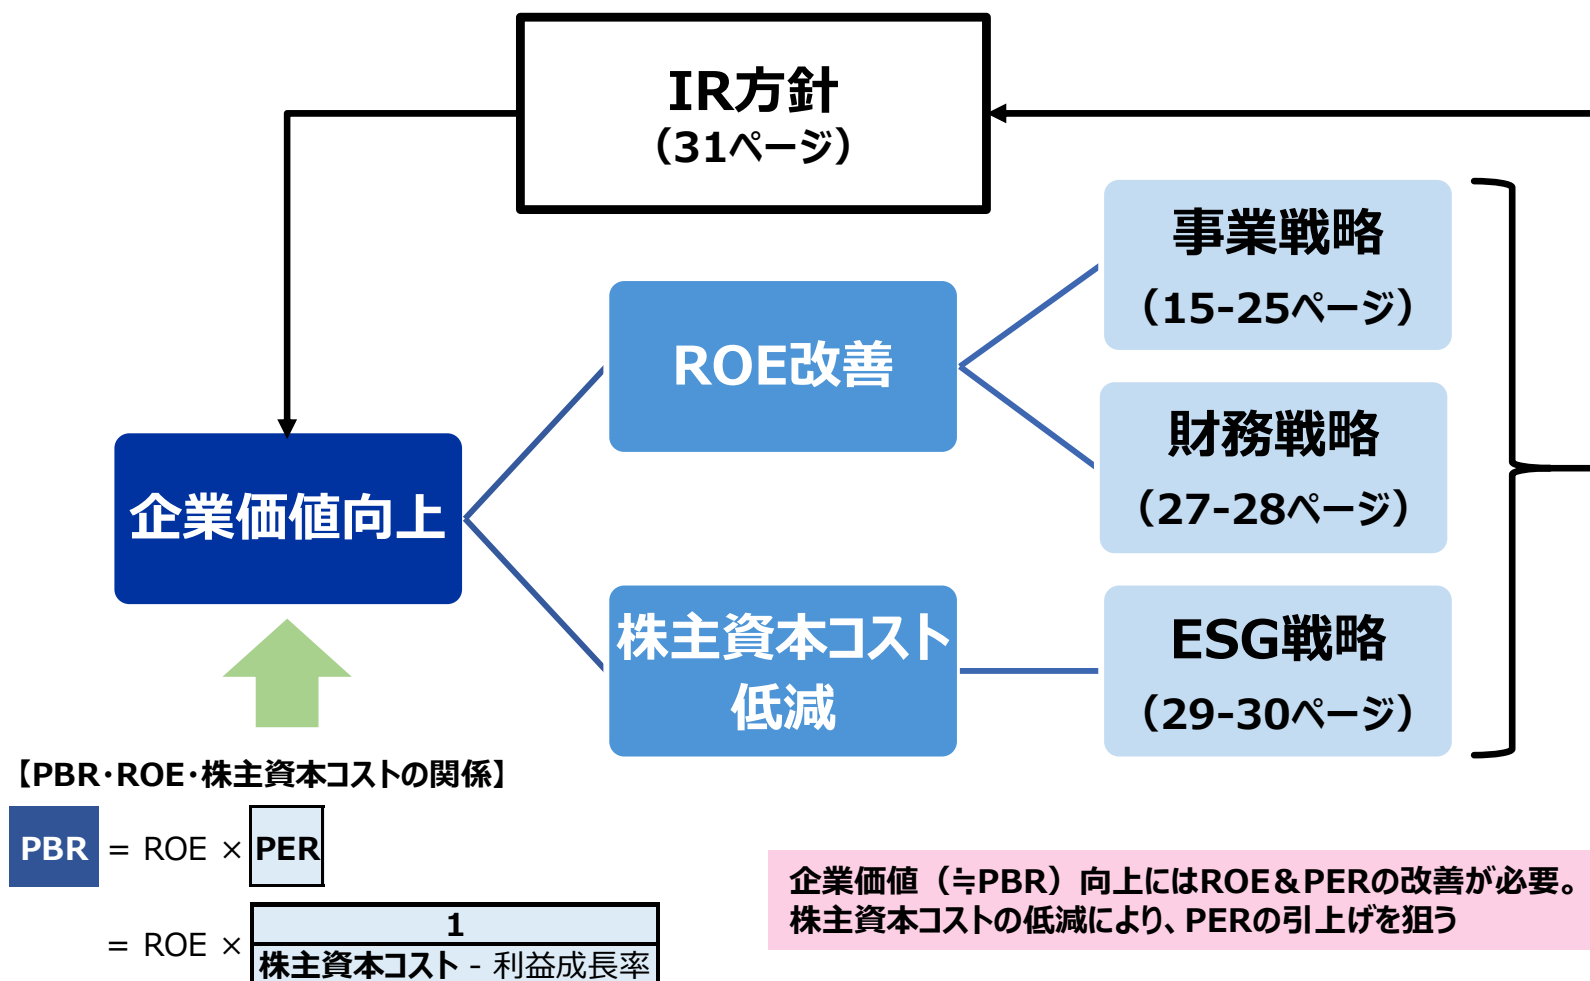 IR方針
（31ページ）
事業戦略
（15-25ページ）
ROE改善
財務戦略
（27-28ページ）
企業価値向上
株主資本コスト
低減
ESG戦略
（29-30ページ）
【PBR・ROE・株主資本コストの関係】
PBR = ROE × PER
= ROE × 1
株主資本コスト - 利益成長率
企業価値（≒PBR）向上にはROE＆PERの改善が必要。
株主資本コストの低減により、PERの引上げを狙う